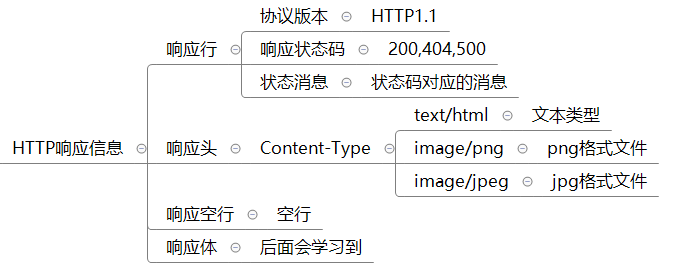 协议版本 HTTP1.1
响应行 响应状态码 200,404,500
状态消息 状态码对应的消息
text/html 文本类型
HTTP响应信息 响应头 Content-Type image/png png格式文件
image/jpeg jpg格式文件
响应空行 空行
响应体 后面会学习到